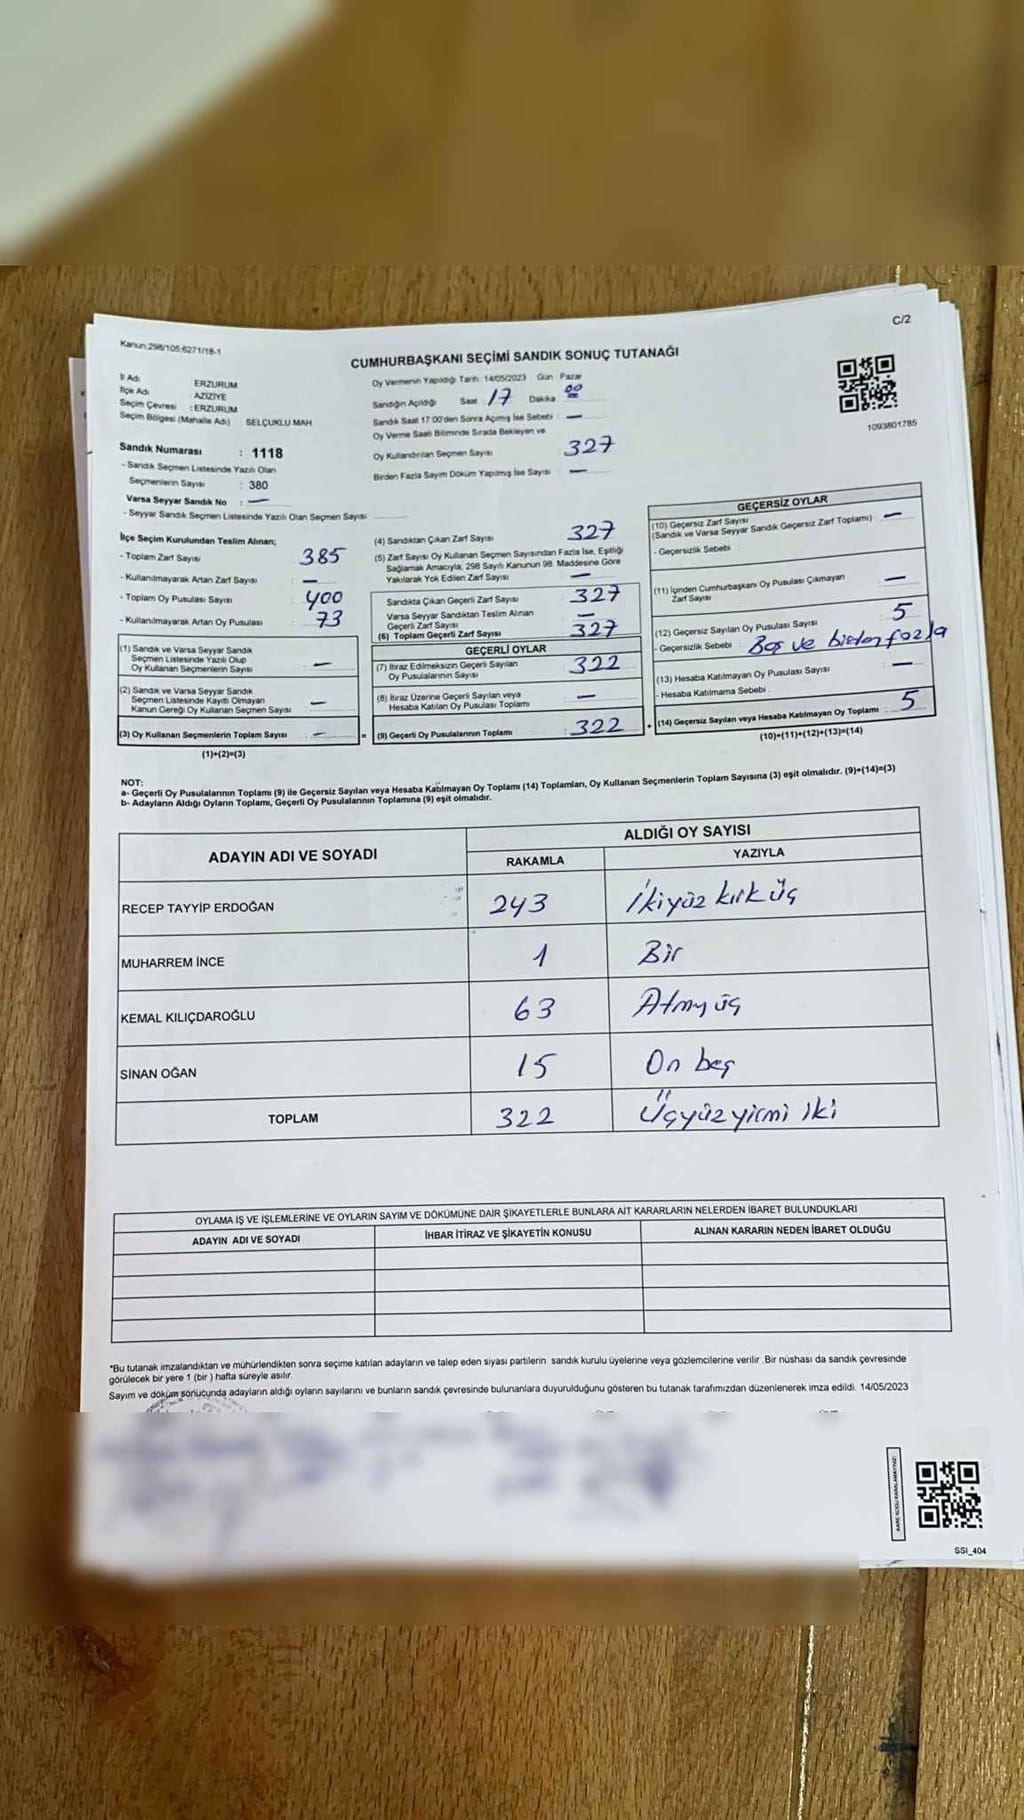 C/2
Kanun:298/105,6271/18-1
CUMHURBAŞKANI SEÇİMİ SANDIK SONUÇ TUTANAĞI
İl Adı ERZURUM
İlçe Adı AZİZİYE
Seçim Çevresi : ERZURUM
Seçim Bölgesi (Mahalle Adı) SELÇUKLU MAH.
Sandık Numarası : 1118
- Sandık Seçmen Listesinde Yazılı Olan
Seçmenlerin Sayısı : 380
Varsa Seyyar Sandık No : —
- Seyyar Sandık Seçmen Listesinde Yazılı Olan Seçmen Sayısı
Oy Vermenin Yapıldığı Tarih :14/05/2023 Gün : Pazar
Sandığın Açıldığı Saat 17 Dakika 00
Sandık Saat 17:00'den Sonra Açılmış İse Sebebi : —
Oy Verme Saati Bitiminde Sırada Bekleyen ve
Oy Kullandırılan Seçmen Sayısı 327
Birden Fazla Sayım Döküm Yapılmış İse Sayısı : —
1093801785
İlçe Seçim Kurulundan Teslim Alınan;
- Toplam Zarf Sayısı 385
- Kullanılmayarak Artan Zarf Sayısı : —
- Toplam Oy Pusulası Sayısı : 400
- Kullanılmayarak Artan Oy Pusulası : 73
(1) Sandık ve Varsa Seyyar Sandık
Seçmen Listesinde Yazılı Olup
Oy Kullanan Seçmenlerin Sayısı —
(2) Sandık ve Varsa Seyyar Sandık
Seçmen Listesinde Kayıtlı Olmayan
Kanun Gereği Oy Kullanan Seçmen Sayısı —
(3) Oy Kullanan Seçmenlerin Toplam Sayısı : —
(1)+(2)=(3)
(4) Sandıktan Çıkan Zarf Sayısı 327
(5) Zarf Sayısı Oy Kullanan Seçmen Sayısından Fazla İse, Eşitliği
Sağlamak Amacıyla; 298 Sayılı Kanunun 98. Maddesine Göre
Yakılarak Yok Edilen Zarf Sayısı —
Sandıkta Çıkan Geçerli Zarf Sayısı : 327
Varsa Seyyar Sandıktan Teslim Alınan
Geçerli Zarf Sayısı —
(6) Toplam Geçerli Zarf Sayısı 327
GEÇERLİ OYLAR
(7) İtiraz Edilmeksizin Geçerli Sayılan
Oy Pusulalarının Sayısı 322
(8) İtiraz Üzerine Geçerli Sayılan veya
Hesaba Katılan Oy Pusulası Toplamı —
= (9) Geçerli Oy Pusulalarının Toplamı : 322
GEÇERSİZ OYLAR
(10) Geçersiz Zarf Sayısı
(Sandık ve Varsa Seyyar Sandık Geçersiz Zarf Toplamı) : —
- Geçersizlik Sebebi :
(11) İçinden Cumhurbaşkanı Oy Pusulası Çıkmayan
Zarf Sayısı —
(12) Geçersiz Sayılan Oy Pusulası Sayısı : 5
- Geçersizlik Sebebi : Boş ve birden fazla
(13) Hesaba Katılmayan Oy Pusulası Sayısı —
- Hesaba Katılmama Sebebi :
+ (14) Geçersiz Sayılan veya Hesaba Katılmayan Oy Toplamı : 5
(10)+(11)+(12)+(13)=(14)
NOT:
a- Geçerli Oy Pusulalarının Toplamı (9) ile Geçersiz Sayılan veya Hesaba Katılmayan Oy Toplamı (14) Toplamları, Oy Kullanan Seçmenlerin Toplam Sayısına (3) eşit olmalıdır. (9)+(14)=(3)
b- Adayların Aldığı Oyların Toplamı, Geçerli Oy Pusulalarının Toplamına (9) eşit olmalıdır.
ADAYIN ADI VE SOYADI ALDIĞI OY SAYISI
RAKAMLA YAZIYLA
RECEP TAYYİP ERDOĞAN 243 İkiyüz kırk üç
MUHARREM İNCE 1 Bir
KEMAL KILIÇDAROĞLU 63 Atmış üç
SİNAN OĞAN 15 On beş
TOPLAM 322 Üçyüz yirmi iki
OYLAMA İŞ VE İŞLEMLERİNE VE OYLARIN SAYIM VE DÖKÜMÜNE DAİR ŞİKAYETLERLE BUNLARA AİT KARARLARIN NELERDEN İBARET BULUNDUKLARI
ADAYIN ADI VE SOYADI İHBAR İTİRAZ VE ŞİKAYETİN KONUSU ALINAN KARARIN NEDEN İBARET OLDUĞU
*Bu tutanak imzalandıktan ve mühürlendikten sonra seçime katılan adayların ve talep eden siyasi partilerin sandık kurulu üyelerine veya gözlemcilerine verilir .Bir nüshası da sandık çevresinde
görülecek bir yere 1 (bir ) hafta süreyle asılır.
Sayım ve döküm sonucunda adayların aldığı oyların sayılarını ve bunların sandık çevresinde bulunanlara duyurulduğunu gösteren bu tutanak tarafımızdan düzenlenerek imza edildi. 14/05/2023
SSI_404